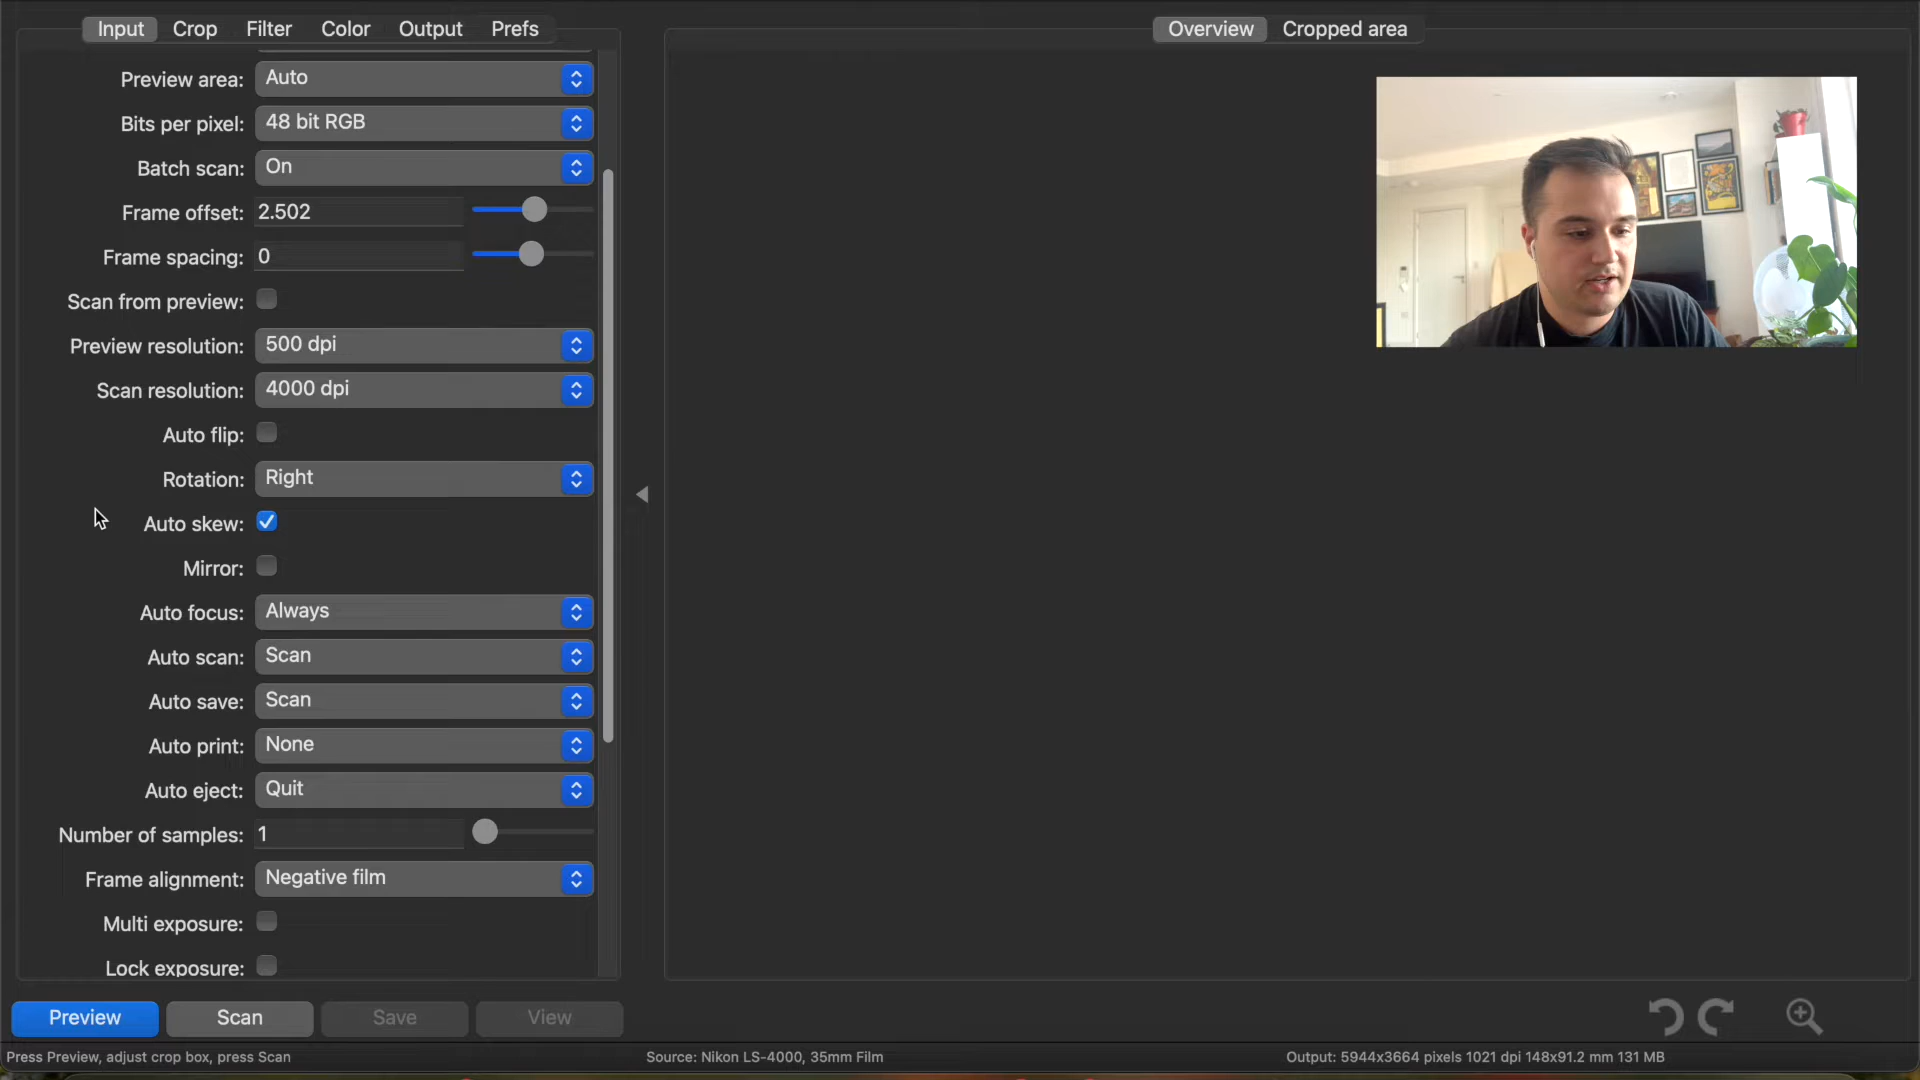 Input Crop Filter Color Output Prefs
Overview Cropped area
Preview area: Auto
Bits per pixel: 48 bit RGB
Batch scan: On
Frame offset: 2.502
Frame spacing: 0
Scan from preview:
Preview resolution: 500 dpi
Scan resolution: 4000 dpi
Auto flip:
Rotation: Right
Auto skew:
Mirror:
Auto focus: Always
Auto scan: Scan
Auto save: Scan
Auto print: None
Auto eject: Quit
Number of samples: 1
Frame alignment: Negative film
Multi exposure:
Lock exposure:
Preview Scan Save View
Press Preview, adjust crop box, press Scan
Source: Nikon LS-4000, 35mm Film
Output: 5944x3664 pixels 1021 dpi 148x91.2 mm 131 MB